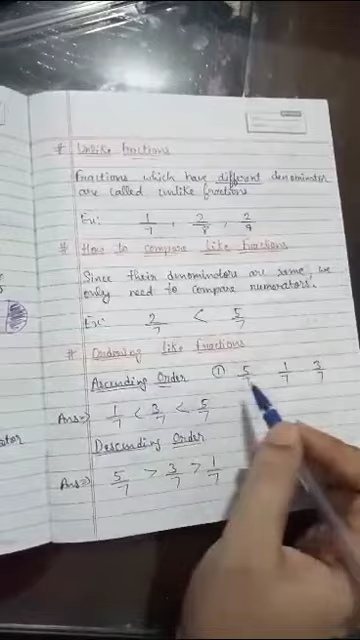 # Unlike fractions
Fractions which have different denominator
are called unlike fractions
Ex: 1/7 , 2/8 , 2/9
# How to compare like fractions
Since their denominators are same, we
only need to compare numerators.
Ex: 2/7 < 5/7
# Ordering like fractions
Ascending Order ① 5/7 1/7 3/7
Ans⇒ 1/7 < 3/7 < 5/7
Descending Order
Ans⇒ 5/7 > 3/7 > 1/7